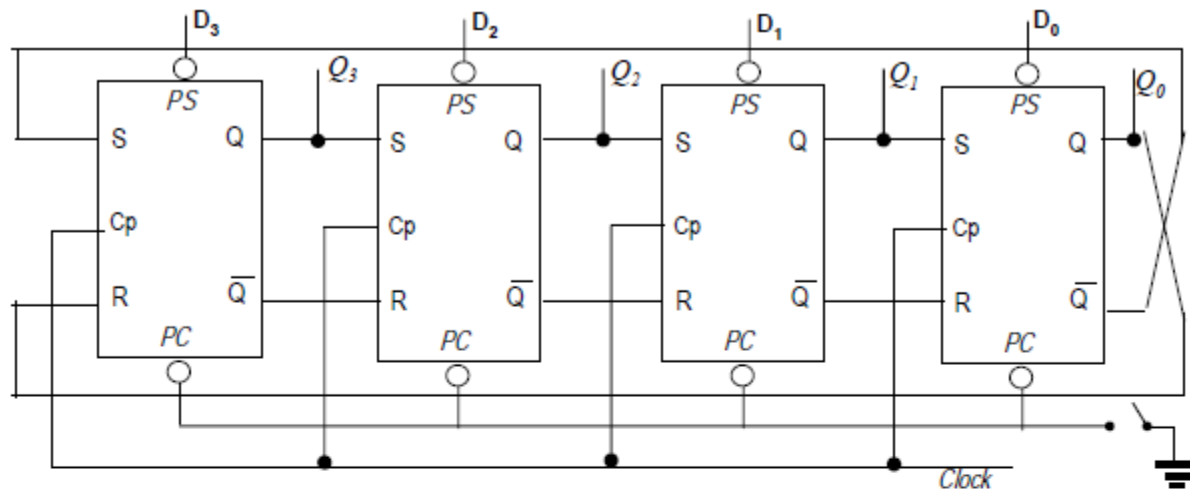 D₃ D₂ D₁ D₀
Q₃ Q₂ Q₁ Q₀
PS PS PS PS
S Q S Q S Q S Q
Cp Cp Cp Cp
R Q̅ R Q̅ R Q̅ R Q̅
PC PC PC PC
Clock